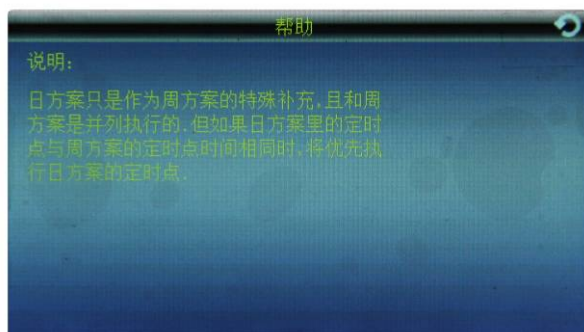 帮助
说明:
日方案只是作为周方案的特殊补充,且和周
方案是并列执行的.但如果日方案里的定时
点与周方案的定时点时间相同时,将优先执
行日方案的定时点.